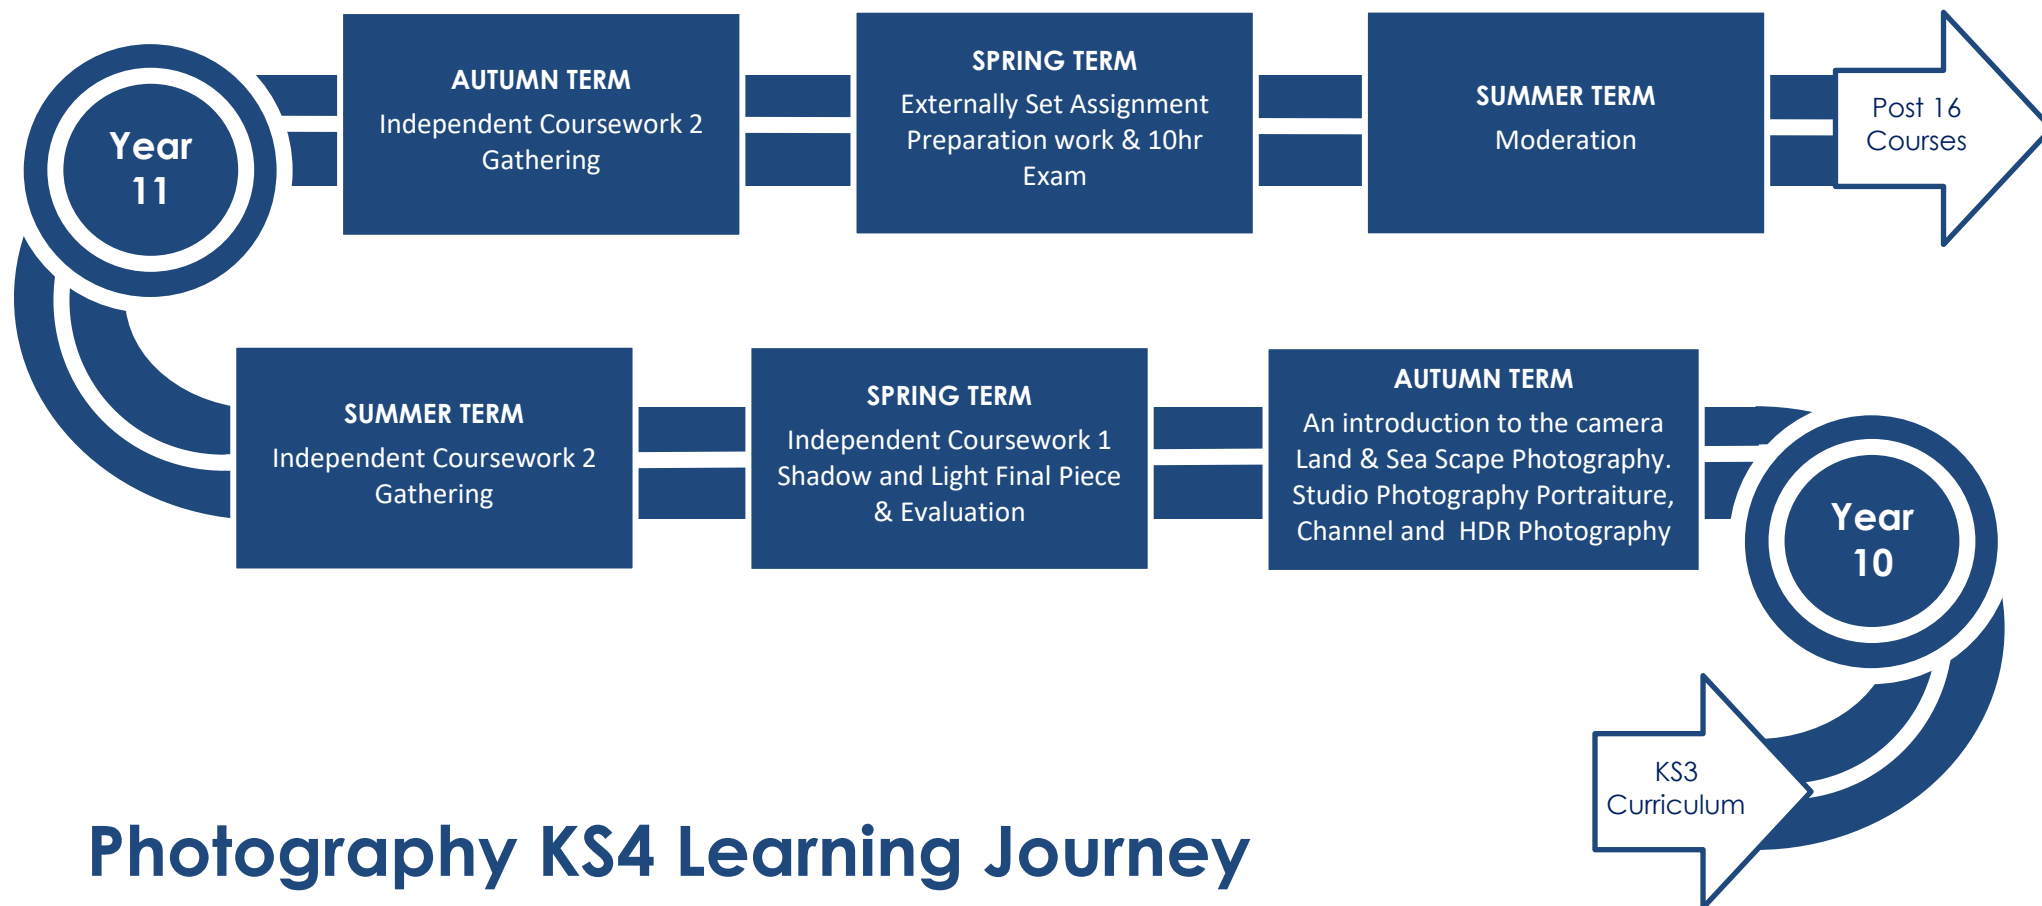 Year
11
AUTUMN TERM
Independent Coursework 2
Gathering
SPRING TERM
Externally Set Assignment
Preparation work & 10hr
Exam
SUMMER TERM
Moderation
Post 16
Courses
SUMMER TERM
Independent Coursework 2
Gathering
SPRING TERM
Independent Coursework 1
Shadow and Light Final Piece
& Evaluation
AUTUMN TERM
An introduction to the camera
Land & Sea Scape Photography.
Studio Photography Portraiture,
Channel and HDR Photography
Year
10
KS3
Curriculum
Photography KS4 Learning Journey